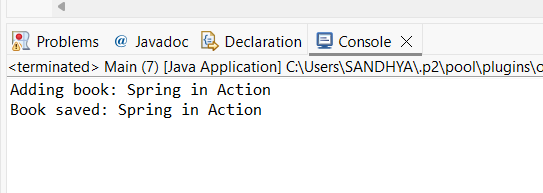 Problems @ Javadoc Declaration Console
<terminated> Main (7) [Java Application] C:\Users\SANDHYA\.p2\pool\plugins\o
Adding book: Spring in Action
Book saved: Spring in Action